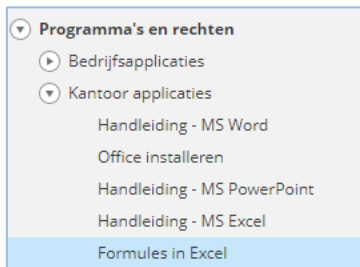 Programma's en rechten
Bedrijfsapplicaties
Kantoor applicaties
Handleiding - MS Word
Office installeren
Handleiding - MS PowerPoint
Handleiding - MS Excel
Formules in Excel